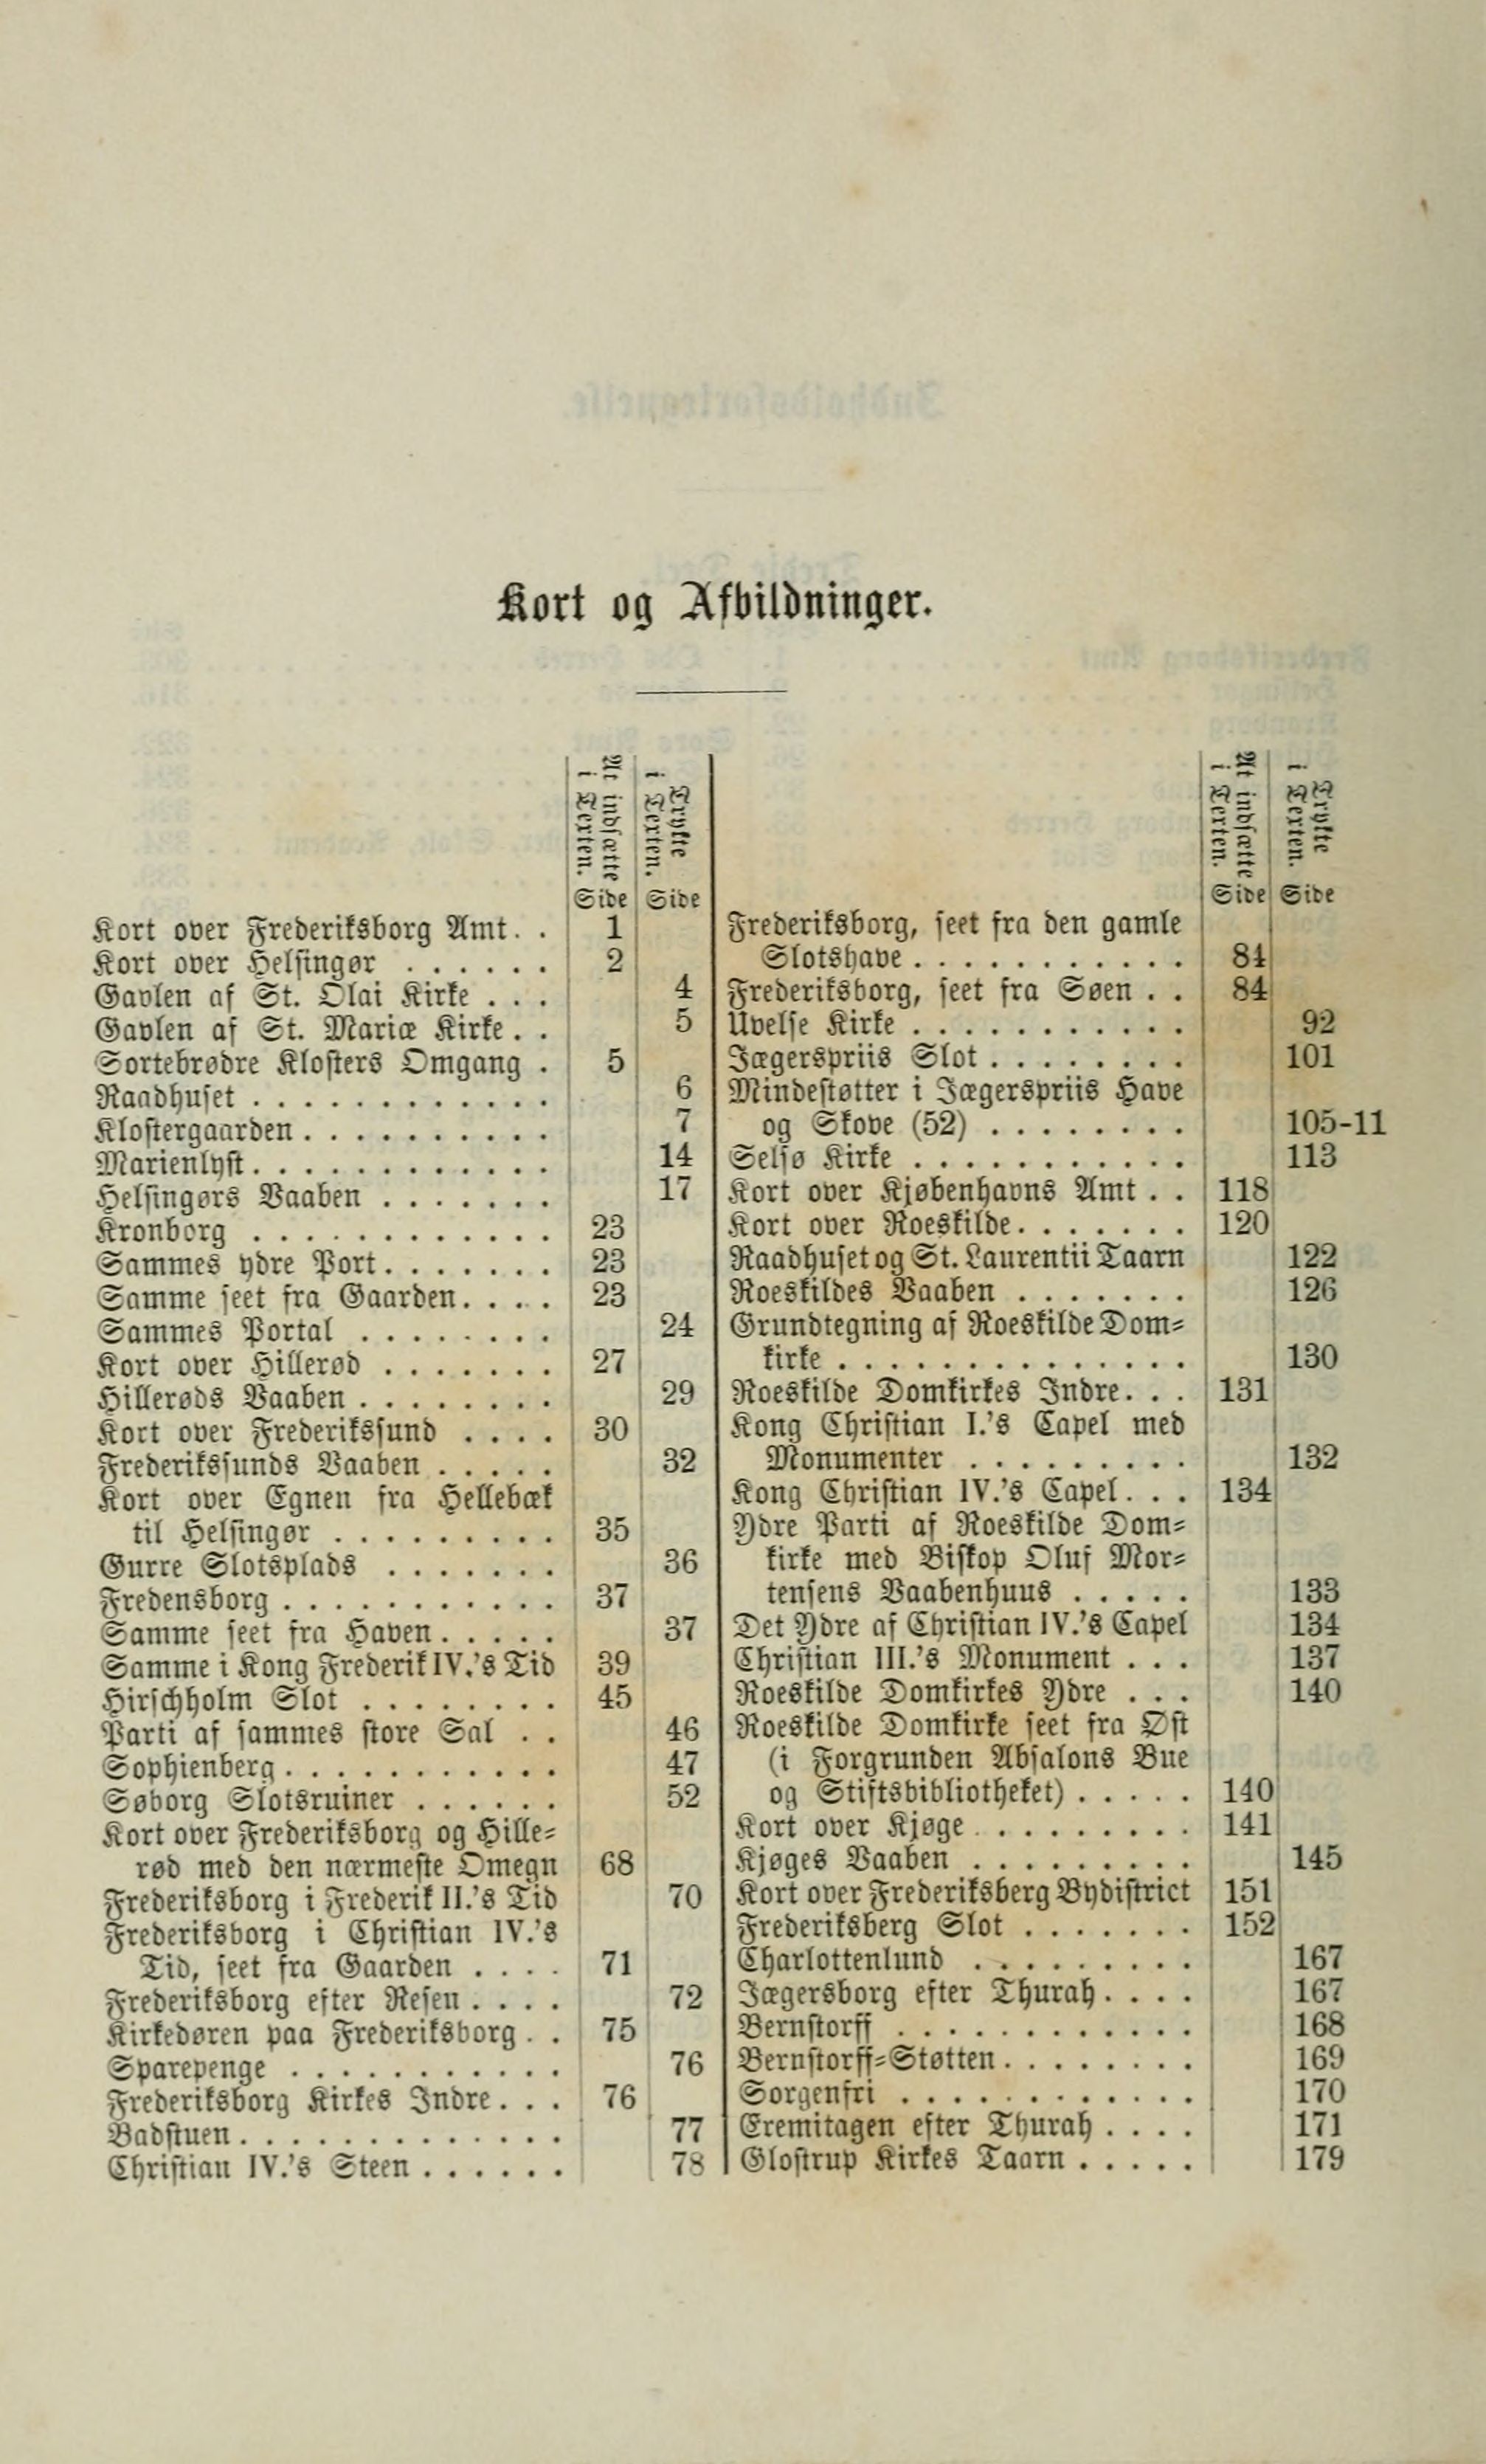 Kort og Afbildninger.
At indsætte i Texten.
Trykte i Texten.
Side Side
Kort over Frederiksborg Amt. . 1
Kort over Helsingør . . . . . . 2
Gavlen af St. Olai Kirke . . . 4
Gavlen af St. Mariæ Kirke. . 5
Sortebrødre Klosters Omgang . 5
Raadhuset . . . . . . . . . . . . 6
Klostergaarden. . . . . . . . . . 7
Marienlyst. . . . . . . . . . . . 14
Helsingørs Vaaben . . . . . . . 17
Kronborg . . . . . . . . . . . . 23
Sammes ydre Port. . . . . . . 23
Samme seet fra Gaarden. . . . 23
Sammes Portal . . . . . . . . 24
Kort over Hillerød . . . . . . . 27
Hillerøds Vaaben . . . . . . . . 29
Kort over Frederikssund . . . . 30
Frederikssunds Vaaben . . . . . 32
Kort over Egnen fra Hellebæk
til Helsingør . . . . . . . . . 35
Gurre Slotsplads . . . . . . . 36
Fredensborg . . . . . . . . . . . 37
Samme seet fra Haven. . . . . 37
Samme i Kong Frederik IV.'s Tid 39
Hirschholm Slot . . . . . . . . 45
Parti af sammes store Sal . . 46
Sophienberg. . . . . . . . . . . 47
Søborg Slotsruiner . . . . . . 52
Kort over Frederiksborg og Hille=
rød med den nærmeste Omegn 68
Frederiksborg i Frederik II.'s Tid 70
Frederiksborg i Christian IV.'s
Tid, seet fra Gaarden . . . . 71
Frederiksborg efter Resen . . . . 72
Kirkedøren paa Frederiksborg . . 75
Sparepenge . . . . . . . . . . . 76
Frederiksborg Kirkes Indre. . . 76
Badstuen. . . . . . . . . . . . . 77
Christian IV.'s Steen . . . . . . 78
At indsætte i Texten.
Trykte i Texten.
Side Side
Frederiksborg, seet fra den gamle
Slotshave . . . . . . . . . . . 84
Frederiksborg, seet fra Søen . . 84
Uvelse Kirke . . . . . . . . . . . 92
Jægerspriis Slot . . . . . . . . 101
Mindestøtter i Jægerspriis Have
og Skove (52) . . . . . . . . 105-11
Selsø Kirke . . . . . . . . . . . 113
Kort over Kjøbenhavns Amt . . 118
Kort over Roeskilde. . . . . . . 120
Raadhuset og St. Laurentii Taarn 122
Roeskildes Vaaben . . . . . . . 126
Grundtegning af Roeskilde Dom=
kirke . . . . . . . . . . . . . . 130
Roeskilde Domkirkes Indre. . . 131
Kong Christian I.'s Capel med
Monumenter . . . . . . . . . 132
Kong Christian IV.'s Capel. . . 134
Ydre Parti af Roeskilde Dom=
kirke med Biskop Oluf Mor=
tensens Vaabenhuus . . . . . 133
Det Ydre af Christian IV.'s Capel 134
Christian III.'s Monument . . . 137
Roeskilde Domkirkes Ydre . . . 140
Roeskilde Domkirke seet fra Øst
(i Forgrunden Absalons Bue
og Stiftsbibliotheket) . . . . . 140
Kort over Kjøge . . . . . . . . . 141
Kjøges Vaaben . . . . . . . . . 145
Kort over Frederiksberg Bydistrict 151
Frederiksberg Slot . . . . . . . 152
Charlottenlund . . . . . . . . . 167
Jægersborg efter Thurah. . . . 167
Bernstorff . . . . . . . . . . . . 168
Bernstorff=Støtten. . . . . . . . 169
Sorgenfri . . . . . . . . . . . . 170
Eremitagen efter Thurah . . . . 171
Glostrup Kirkes Taarn . . . . . 179